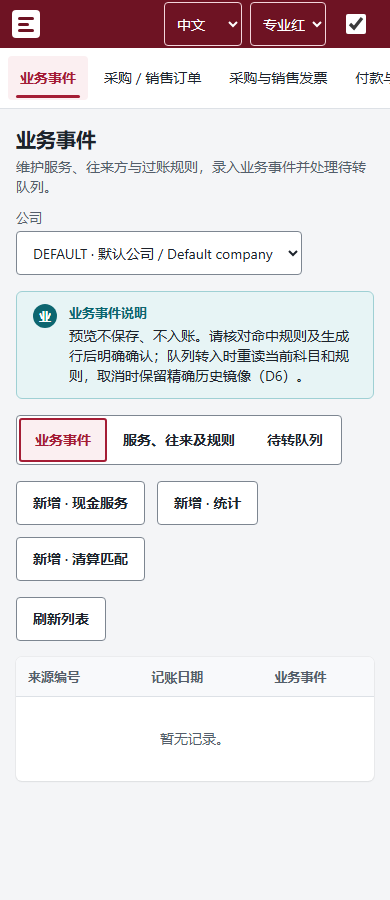 中文 专业红
业务事件 采购 / 销售订单 采购与销售发票 付款与
业务事件
维护服务、往来方与过账规则，录入业务事件并处理待转
队列。
公司
DEFAULT · 默认公司 / Default company
业 业务事件说明
预览不保存、不入账。请核对命中规则及生成
行后明确确认；队列转入时重读当前科目和规
则，取消时保留精确历史镜像（D6）。
业务事件 服务、往来及规则 待转队列
新增 · 现金服务 新增 · 统计
新增 · 清算匹配
刷新列表
来源编号 记账日期 业务事件
暂无记录。